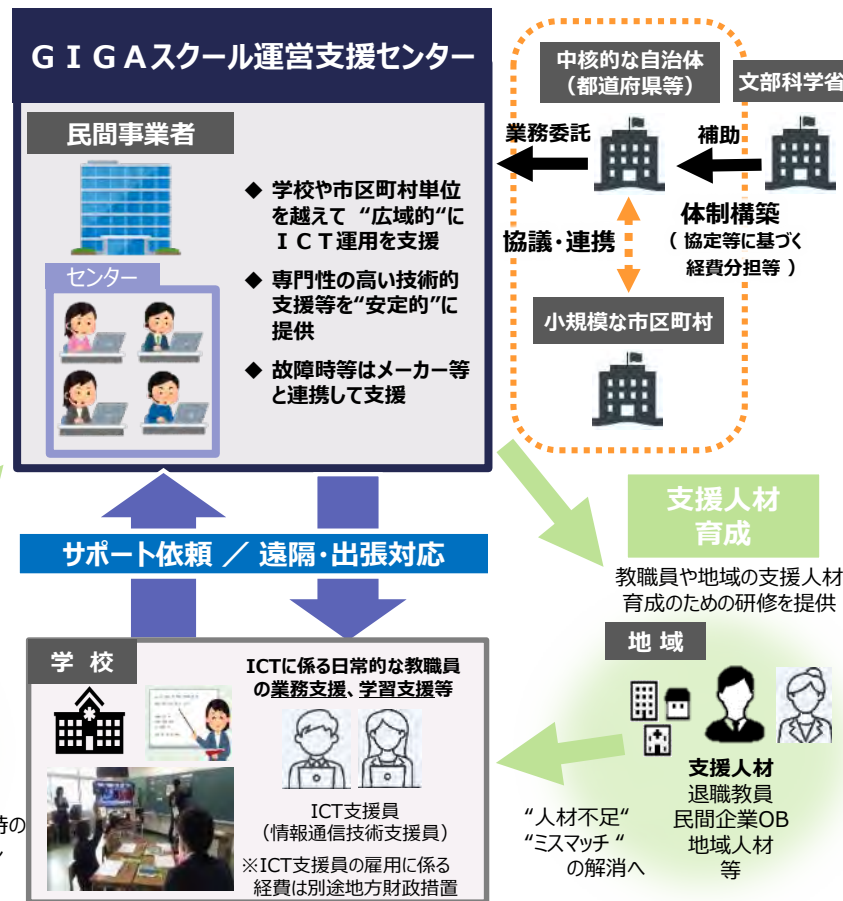 ＧＩＧＡスクール運営支援センター
民間事業者
センター
◆ 学校や市区町村単位
を越えて “広域的”に
ＩＣＴ運用を支援
◆ 専門性の高い技術的
支援等を“安定的”に
提供
◆ 故障時等はメーカー等
と連携して支援
中核的な自治体
（都道府県等）
文部科学省
業務委託
補助
体制構築
（ 協定等に基づく
経費分担等 ）
協議・連携
小規模な市区町村
サポート依頼 ／ 遠隔・出張対応
支援人材
育成
教職員や地域の支援人材
育成のための研修を提供
地 域
支援人材
退職教員
民間企業OB
地域人材
等
“人材不足“
“ミスマッチ “
の解消へ
学 校
ICTに係る日常的な教職員
の業務支援、学習支援等
ICT支援員
（情報通信技術支援員）
※ICT支援員の雇用に係る
経費は別途地方財政措置
時の